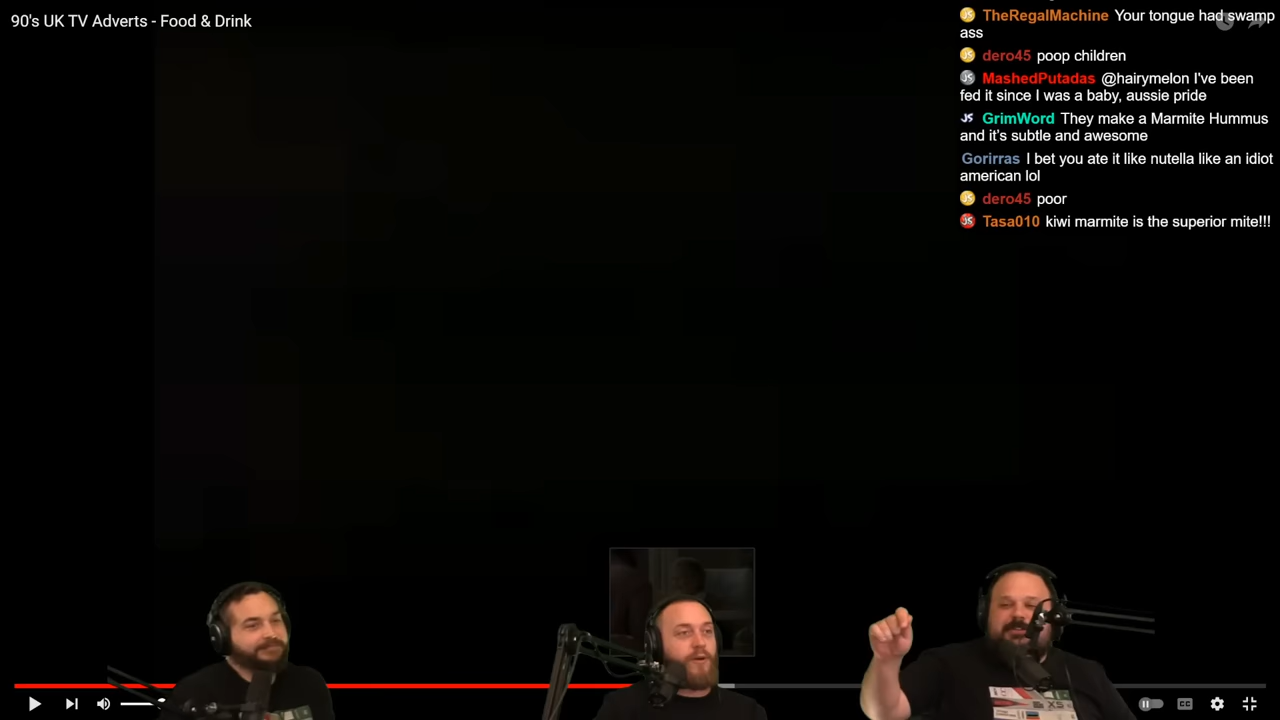 90's UK TV Adverts - Food & Drink
TheRegalMachine Your tongue had swamp
ass
dero45 poop children
MashedPutadas @hairymelon I've been
fed it since I was a baby, aussie pride
GrimWord They make a Marmite Hummus
and it's subtle and awesome
Gorirras I bet you ate it like nutella like an idiot
american lol
dero45 poor
Tasa010 kiwi marmite is the superior mite!!!